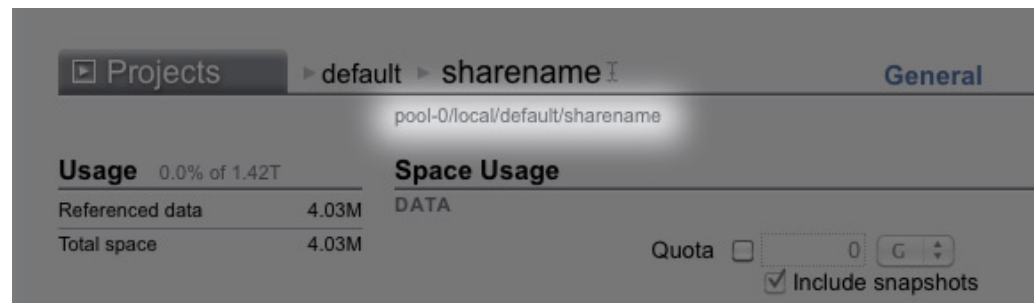 Projects default sharename General
pool-0/local/default/sharename
Usage 0.0% of 1.42T Space Usage
Referenced data 4.03M DATA
Total space 4.03M
Quota 0 G
Include snapshots